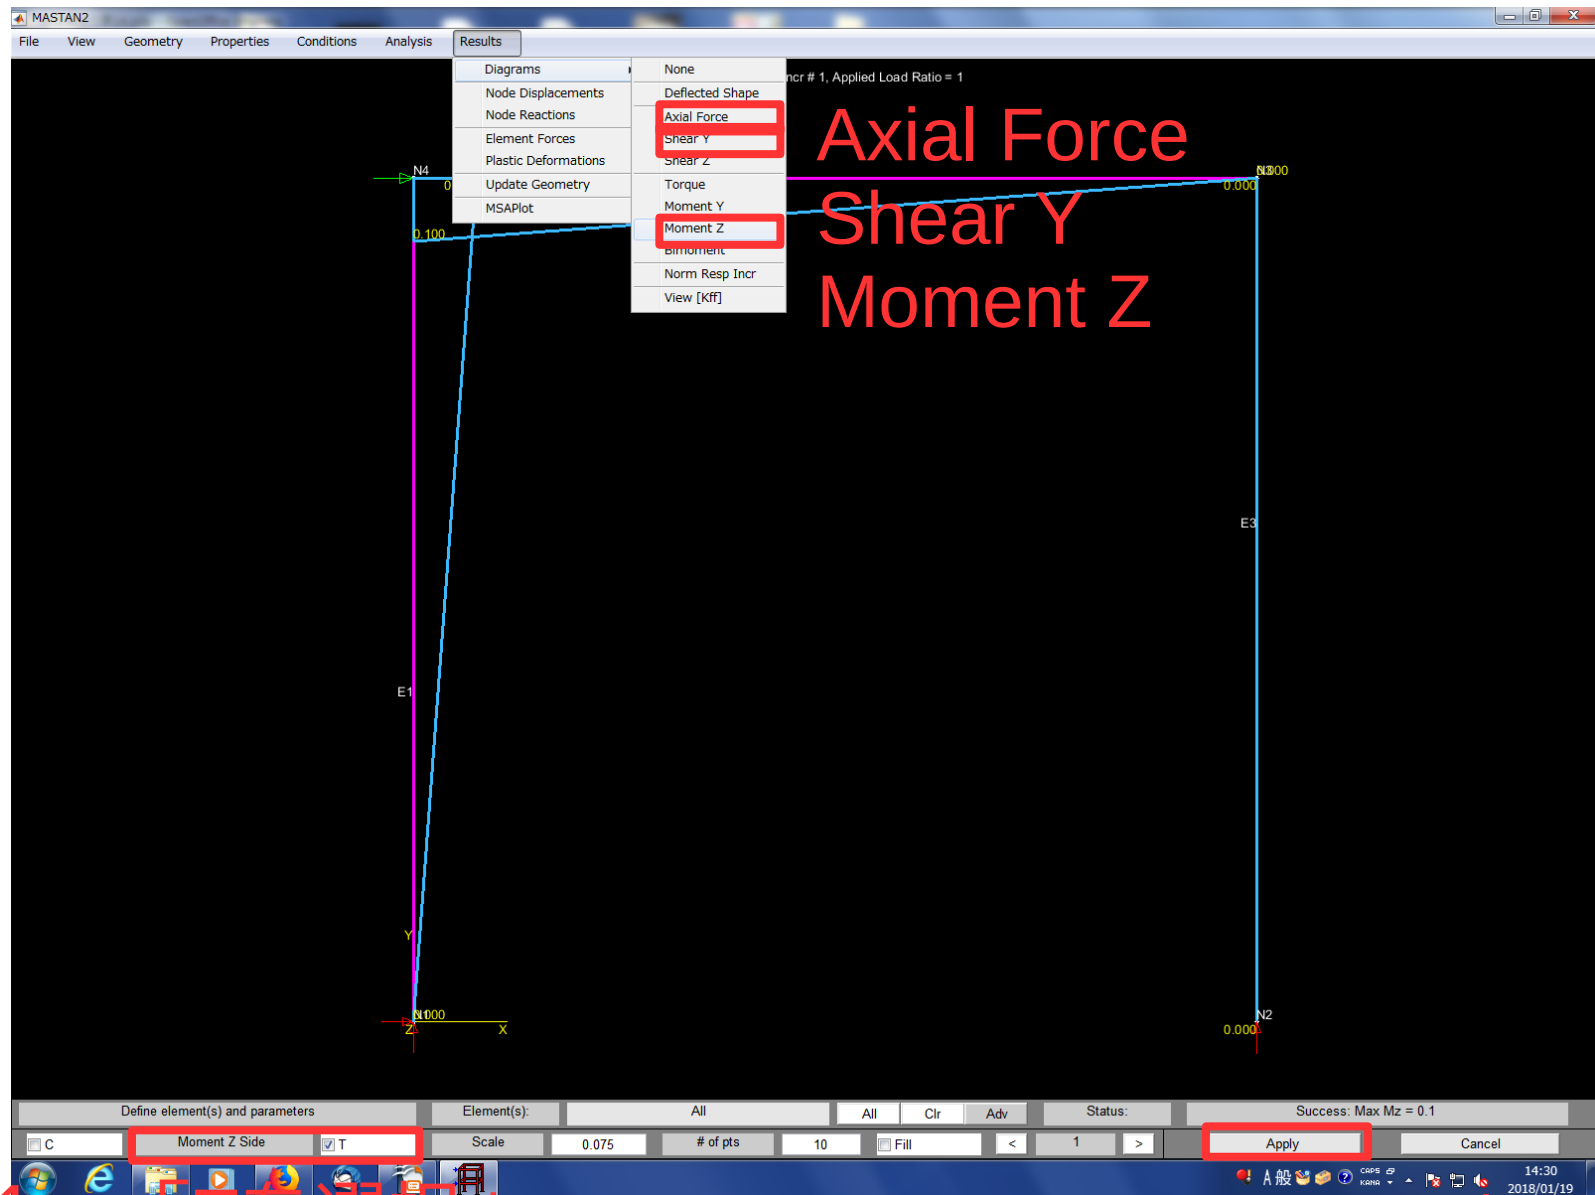 MASTAN2
File View Geometry Properties Conditions Analysis Results
Diagrams
Node Displacements
Node Reactions
Element Forces
Plastic Deformations
Update Geometry
MSAPlot
None
Deflected Shape
Axial Force
Shear Y
Shear Z
Torque
Moment Y
Moment Z
Bimoment
Norm Resp Incr
View [Kff]
ncr # 1, Applied Load Ratio = 1
Axial Force
Shear Y
Moment Z
N4
0.000
0.100
E3
E1
Y
Z
X
N2
0.000
Define element(s) and parameters Element(s): All All Clr Adv Status: Success: Max Mz = 0.1
C Moment Z Side T Scale 0.075 # of pts 10 Fill < 1 > Apply Cancel
A 般 CAPS KANA 14:30
2018/01/19